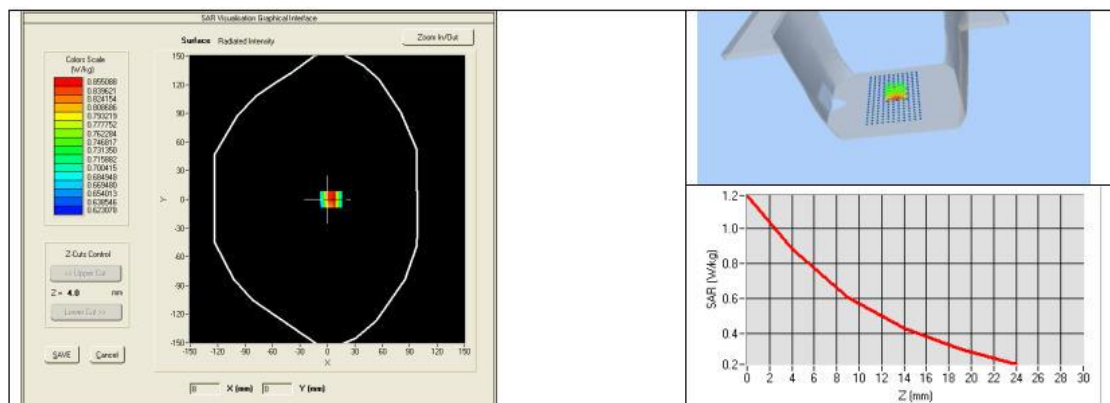 SAR Visualisation Graphical Interface
Surface Radiated Intensity
Zoom In/Out
Colors Scale
(W/kg)
0.855088
0.839621
0.824154
0.808686
0.793219
0.777752
0.762284
0.746817
0.731350
0.715882
0.700415
0.684948
0.669480
0.654013
0.638546
0.623078
Z-Cuts Control
<< Upper Cut
Z = 4.0 mm
Lower Cut >>
SAVE Cancel
150
120
90
60
30
0
-30
-60
-90
-120
-150
Y
-150 -120 -90 -60 -30 0 30 60 90 120 150
X
0 X (mm) 0 Y (mm)
SAR (W/kg)
1.2
1.0
0.8
0.6
0.4
0.2
0 2 4 6 8 10 12 14 16 18 20 22 24 26 28 30
Z (mm)